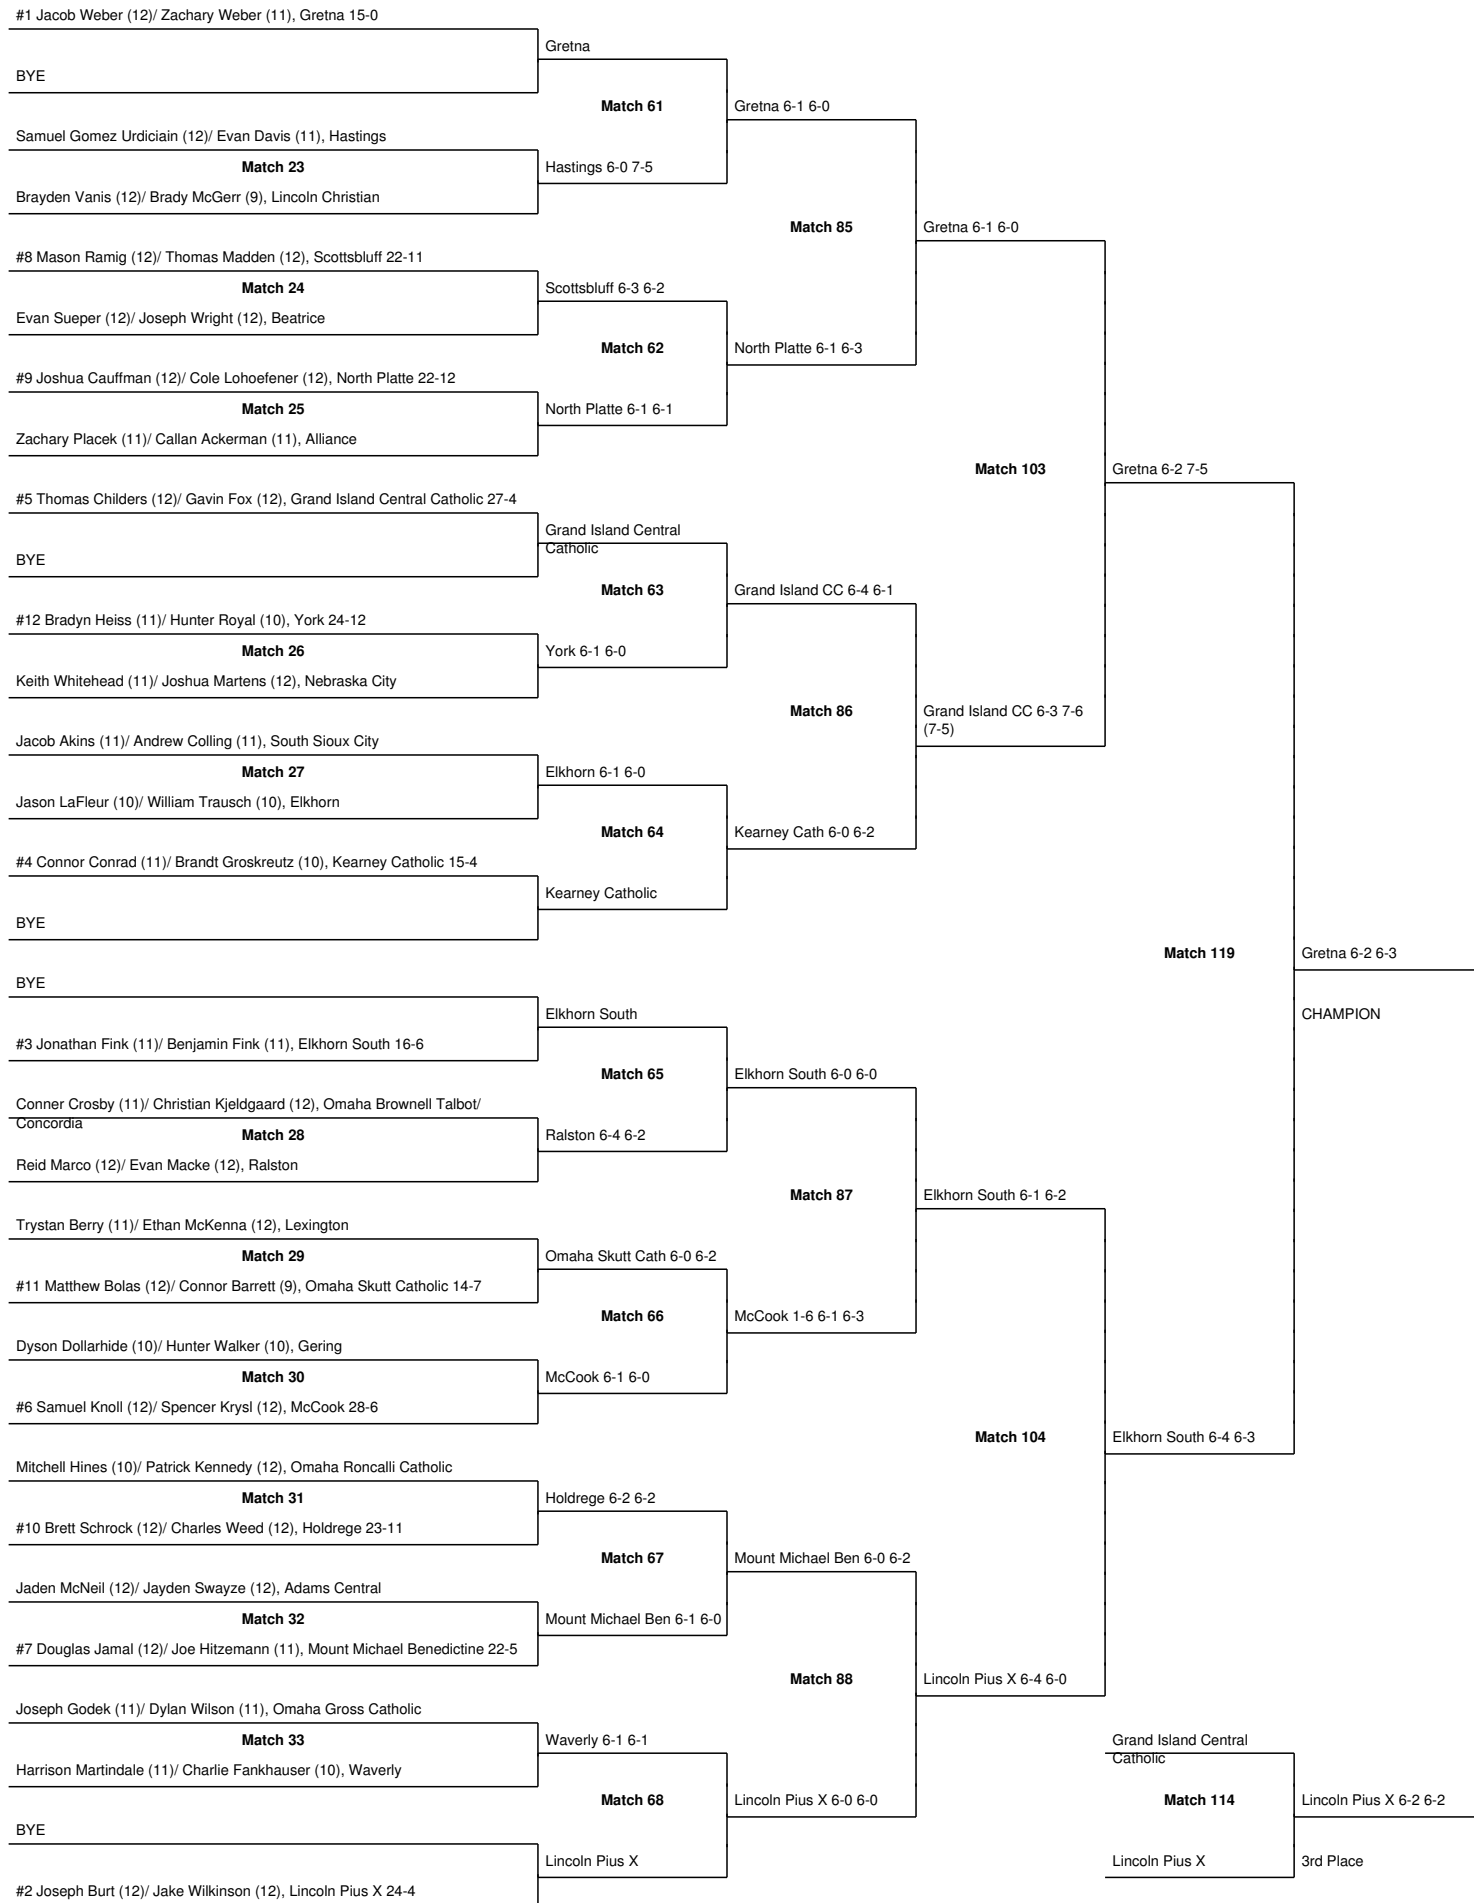 #1 Jacob Weber (12)/ Zachary Weber (11), Gretna 15-0
Gretna
BYE
Match 61
Gretna 6-1 6-0
Samuel Gomez Urdiciain (12)/ Evan Davis (11), Hastings
Match 23
Hastings 6-0 7-5
Brayden Vanis (12)/ Brady McGerr (9), Lincoln Christian
Match 85
Gretna 6-1 6-0
#8 Mason Ramig (12)/ Thomas Madden (12), Scottsbluff 22-11
Match 24
Scottsbluff 6-3 6-2
Evan Sueper (12)/ Joseph Wright (12), Beatrice
Match 62
North Platte 6-1 6-3
#9 Joshua Cauffman (12)/ Cole Lohoefener (12), North Platte 22-12
Match 25
North Platte 6-1 6-1
Zachary Placek (11)/ Callan Ackerman (11), Alliance
Match 103
Gretna 6-2 7-5
#5 Thomas Childers (12)/ Gavin Fox (12), Grand Island Central Catholic 27-4
Grand Island Central
Catholic
BYE
Match 63
Grand Island CC 6-4 6-1
#12 Bradyn Heiss (11)/ Hunter Royal (10), York 24-12
Match 26
York 6-1 6-0
Keith Whitehead (11)/ Joshua Martens (12), Nebraska City
Match 86
Grand Island CC 6-3 7-6
(7-5)
Jacob Akins (11)/ Andrew Colling (11), South Sioux City
Match 27
Elkhorn 6-1 6-0
Jason LaFleur (10)/ William Trausch (10), Elkhorn
Match 64
Kearney Cath 6-0 6-2
#4 Connor Conrad (11)/ Brandt Groskreutz (10), Kearney Catholic 15-4
Kearney Catholic
BYE
Match 119
Gretna 6-2 6-3
BYE
Elkhorn South
CHAMPION
#3 Jonathan Fink (11)/ Benjamin Fink (11), Elkhorn South 16-6
Match 65
Elkhorn South 6-0 6-0
Conner Crosby (11)/ Christian Kjeldgaard (12), Omaha Brownell Talbot/
Concordia
Match 28
Ralston 6-4 6-2
Reid Marco (12)/ Evan Macke (12), Ralston
Match 87
Elkhorn South 6-1 6-2
Trystan Berry (11)/ Ethan McKenna (12), Lexington
Match 29
Omaha Skutt Cath 6-0 6-2
#11 Matthew Bolas (12)/ Connor Barrett (9), Omaha Skutt Catholic 14-7
Match 66
McCook 1-6 6-1 6-3
Dyson Dollarhide (10)/ Hunter Walker (10), Gering
Match 30
McCook 6-1 6-0
#6 Samuel Knoll (12)/ Spencer Krysl (12), McCook 28-6
Match 104
Elkhorn South 6-4 6-3
Mitchell Hines (10)/ Patrick Kennedy (12), Omaha Roncalli Catholic
Match 31
Holdrege 6-2 6-2
#10 Brett Schrock (12)/ Charles Weed (12), Holdrege 23-11
Match 67
Mount Michael Ben 6-0 6-2
Jaden McNeil (12)/ Jayden Swayze (12), Adams Central
Match 32
Mount Michael Ben 6-1 6-0
#7 Douglas Jamal (12)/ Joe Hitzemann (11), Mount Michael Benedictine 22-5
Match 88
Lincoln Pius X 6-4 6-0
Joseph Godek (11)/ Dylan Wilson (11), Omaha Gross Catholic
Match 33
Waverly 6-1 6-1
Grand Island Central
Catholic
Harrison Martindale (11)/ Charlie Fankhauser (10), Waverly
Match 68
Lincoln Pius X 6-0 6-0
Match 114
Lincoln Pius X 6-2 6-2
BYE
Lincoln Pius X
Lincoln Pius X
3rd Place
#2 Joseph Burt (12)/ Jake Wilkinson (12), Lincoln Pius X 24-4